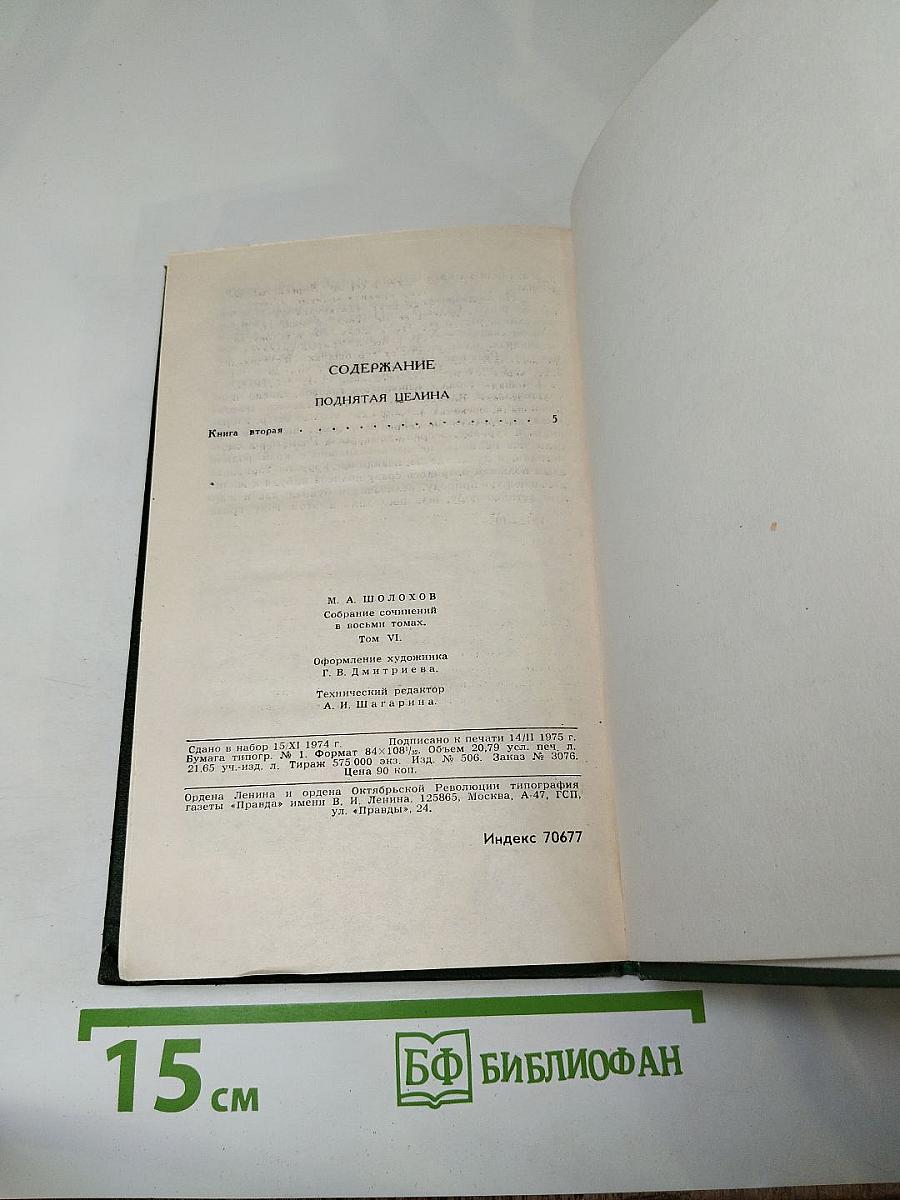 СОДЕРЖАНИЕ
ПОДНЯТАЯ ЦЕЛИНА
Книга вторая . . . . . . . . . . . . . . . . 5
М. А. ШОЛОХОВ
Собрание сочинений
в восьми томах.
Том VI.
Оформление художника
Г. В. Дмитриева.
Технический редактор
А. И. Шагарина.
Сдано в набор 15/XI 1974 г. Подписано к печати 14/II 1975 г.
Бумага типогр. № 1. Формат 84×108¹/₃₂. Объем 20,79 усл. печ. л.
21,65 уч.-изд. л. Тираж 575 000 экз. Изд. № 506. Заказ № 3076.
Цена 90 коп.
Ордена Ленина и ордена Октябрьской Революции типография
газеты «Правда» имени В. И. Ленина. 125865, Москва, А-47, ГСП,
ул. «Правды», 24.
Индекс 70677
15 см
БФ БИБЛИОФАН